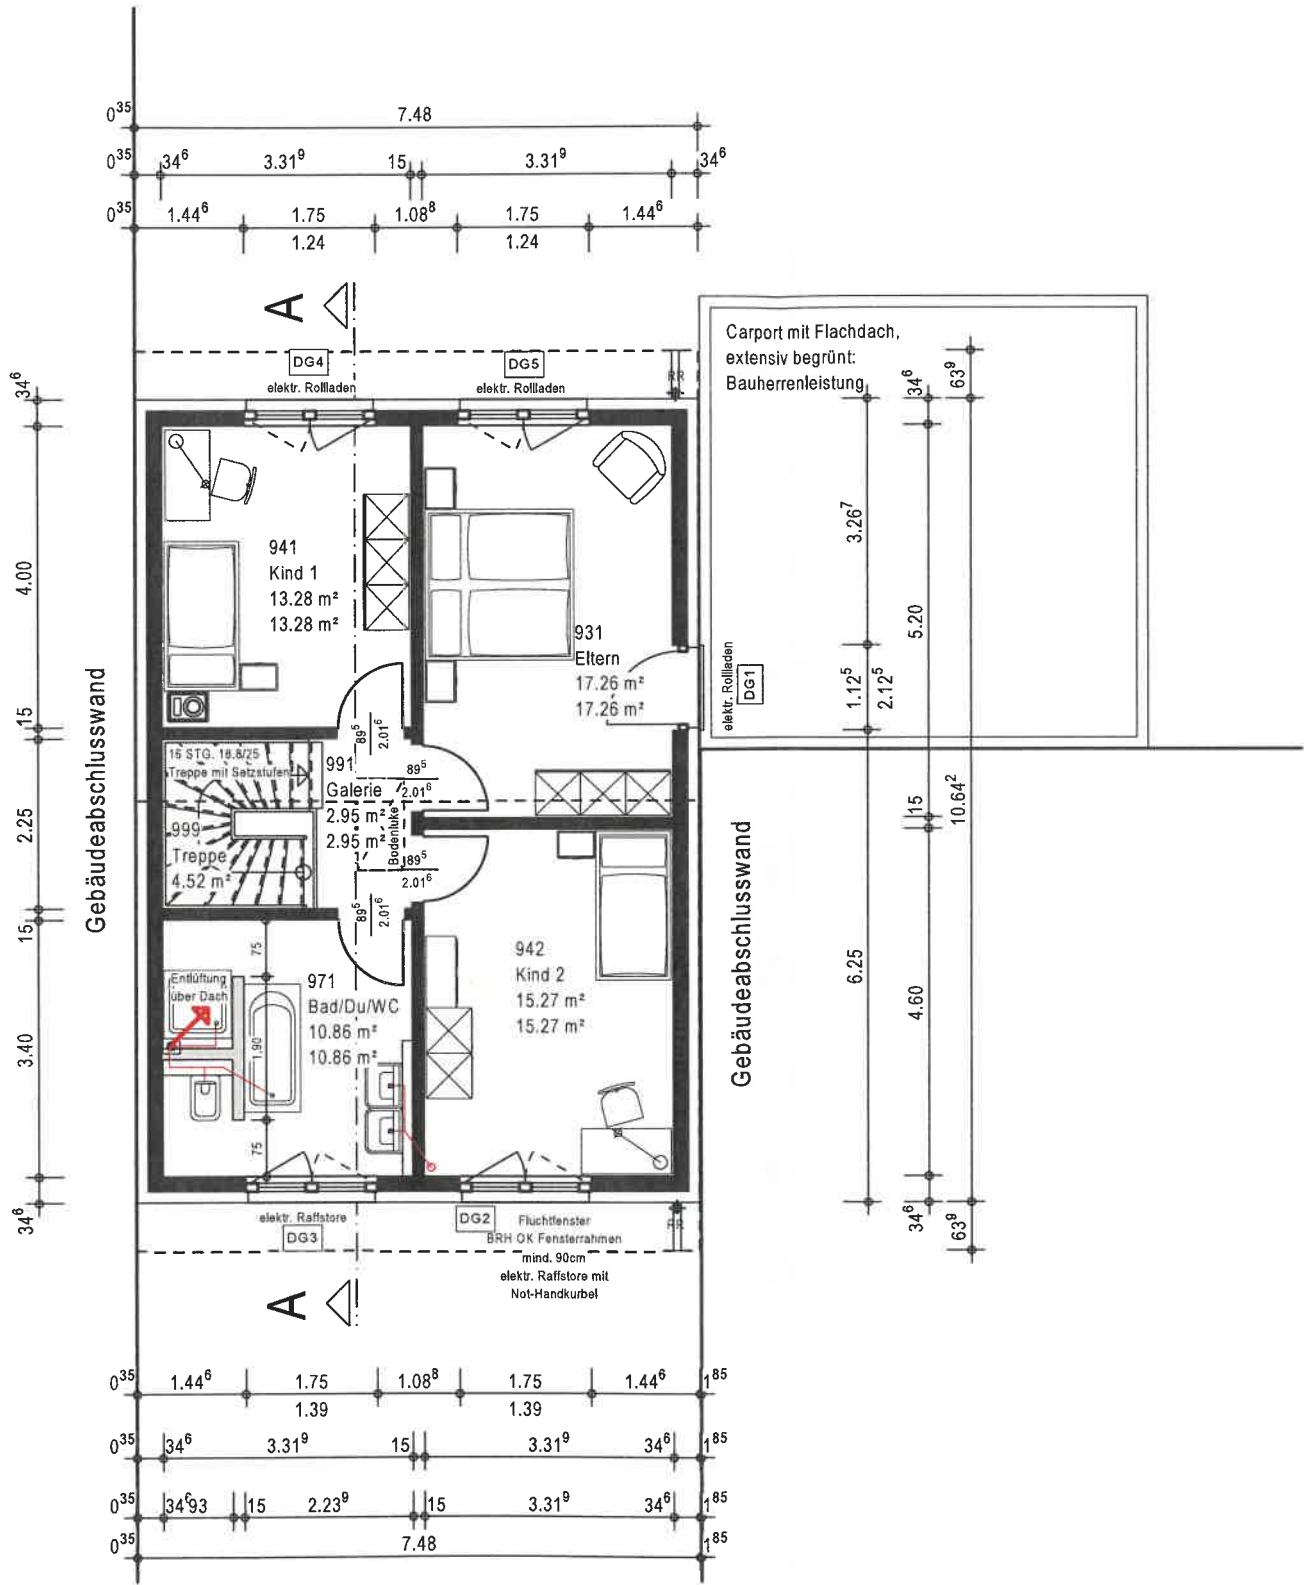 0³⁵ 7.48
0³⁵ 34⁶ 3.31⁹ 15 3.31⁹ 34⁶
0³⁵ 1.44⁶ 1.75 1.08⁸ 1.75 1.44⁶
1.24 1.24
A
DG4 DG5
elektr. Rollladen elektr. Rollladen
Carport mit Flachdach,
extensiv begrünt:
Bauherrenleistung
34⁶
4.00
15
2.25
15
3.40
34⁶
Gebäudeabschlusswand
941
Kind 1
13.28 m²
13.28 m²
931
Eltern
17.26 m²
17.26 m²
elektr. Rollladen
DG1
3.26⁷
1.12⁵
2.12⁵
6.25
34⁶
5.20
15
4.60
34⁶
63⁹
10.64²
63⁹
16 STG. 18.8/25
Treppe mit Setzstufen
999
Treppe
4.52 m²
991
Galerie
2.95 m²
2.95 m²
Bodenluke
89⁵
2.01⁶
89⁵
2.01⁶
89⁵
2.01⁶
89⁵
2.01⁶
Gebäudeabschlusswand
942
Kind 2
15.27 m²
15.27 m²
971
Bad/Du/WC
10.86 m²
10.86 m²
Entlüftung
über Dach
75
1,90
75
elektr. Raffstore
DG3
DG2
Fluchtfenster
BRH OK Fensterrahmen
mind. 90cm
elektr. Raffstore mit
Not-Handkurbel
RR
RR
A
0³⁵ 1.44⁶ 1.75 1.08⁸ 1.75 1.44⁶ 1⁸⁵
1.39 1.39
0³⁵ 34⁶ 3.31⁹ 15 3.31⁹ 34⁶ 1⁸⁵
0³⁵ 34⁶ 93 15 2.23⁹ 15 3.31⁹ 34⁶ 1⁸⁵
0³⁵ 7.48 1⁸⁵